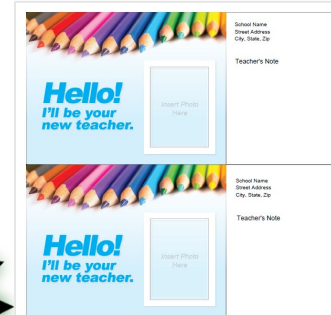 School Name
Street Address
City, State, Zip
Teacher's Note
Hello!
I'll be your
new teacher.
Insert Photo
Here
School Name
Street Address
City, State, Zip
Teacher's Note
Hello!
I'll be your
new teacher.
Insert Photo
Here